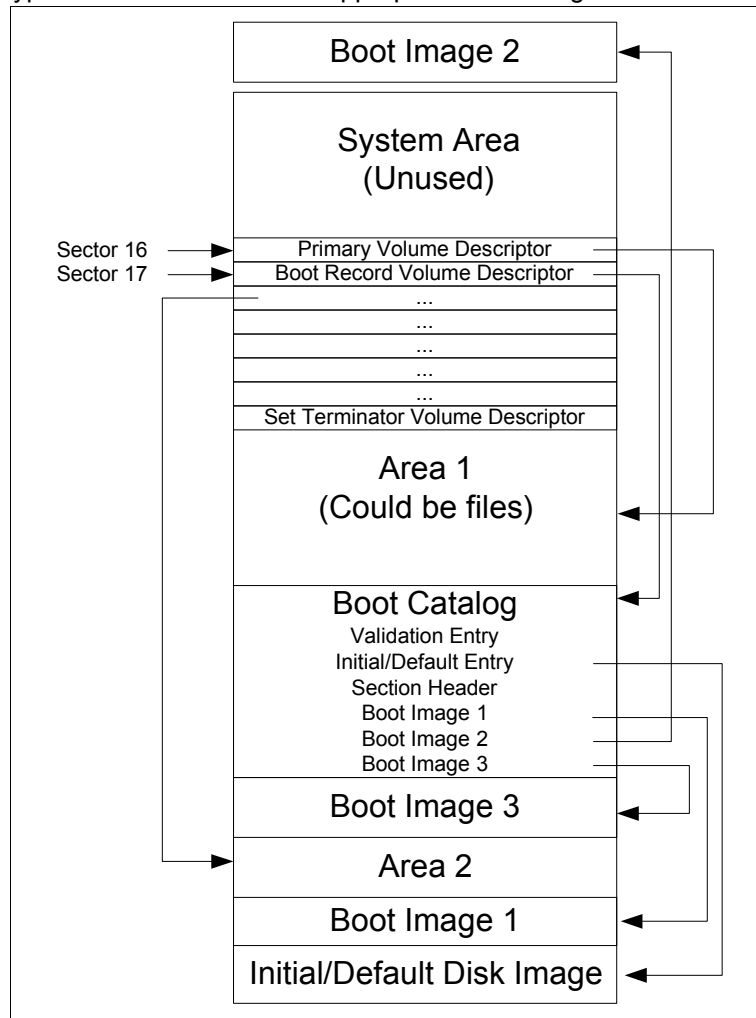 Boot Image 2
System Area
(Unused)
Sector 16
Primary Volume Descriptor
Sector 17
Boot Record Volume Descriptor
...
...
...
...
...
Set Terminator Volume Descriptor
Area 1
(Could be files)
Boot Catalog
Validation Entry
Initial/Default Entry
Section Header
Boot Image 1
Boot Image 2
Boot Image 3
Boot Image 3
Area 2
Boot Image 1
Initial/Default Disk Image